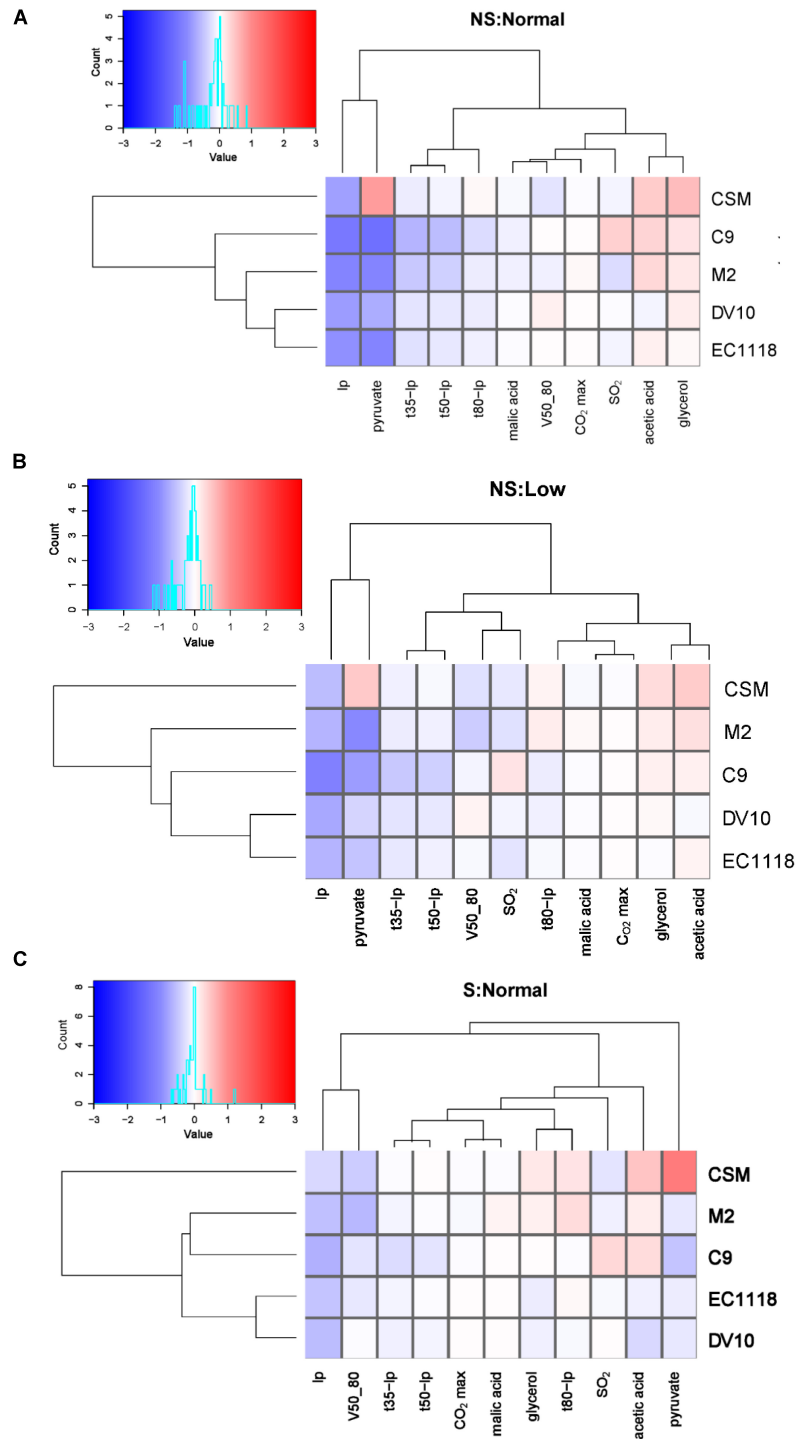 A
NS:Normal
Count
5
4
3
2
1
0
−3 −2 −1 0 1 2 3
Value
CSM
C9
M2
DV10
EC1118
lp pyruvate t35−lp t50−lp t80−lp malic acid V50_80 CO₂ max SO₂ acetic acid glycerol
B
NS:Low
Count
5
4
3
2
1
0
−3 −2 −1 0 1 2 3
Value
CSM
M2
C9
DV10
EC1118
lp pyruvate t35−lp t50−lp V50_80 SO₂ t80−lp malic acid CO₂ max glycerol acetic acid
C
S:Normal
Count
8
6
4
2
0
−3 −2 −1 0 1 2 3
Value
CSM
M2
C9
EC1118
DV10
lp V50_80 t35−lp t50−lp CO₂ max malic acid glycerol t80−lp SO₂ acetic acid pyruvate